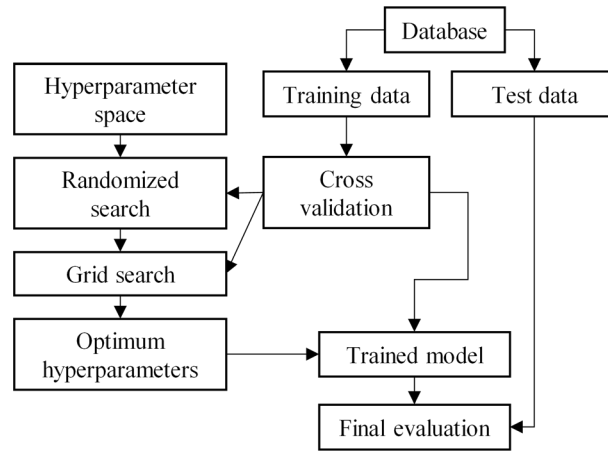 Database
Training data
Test data
Hyperparameter
space
Randomized
search
Cross
validation
Grid search
Optimum
hyperparameters
Trained model
Final evaluation